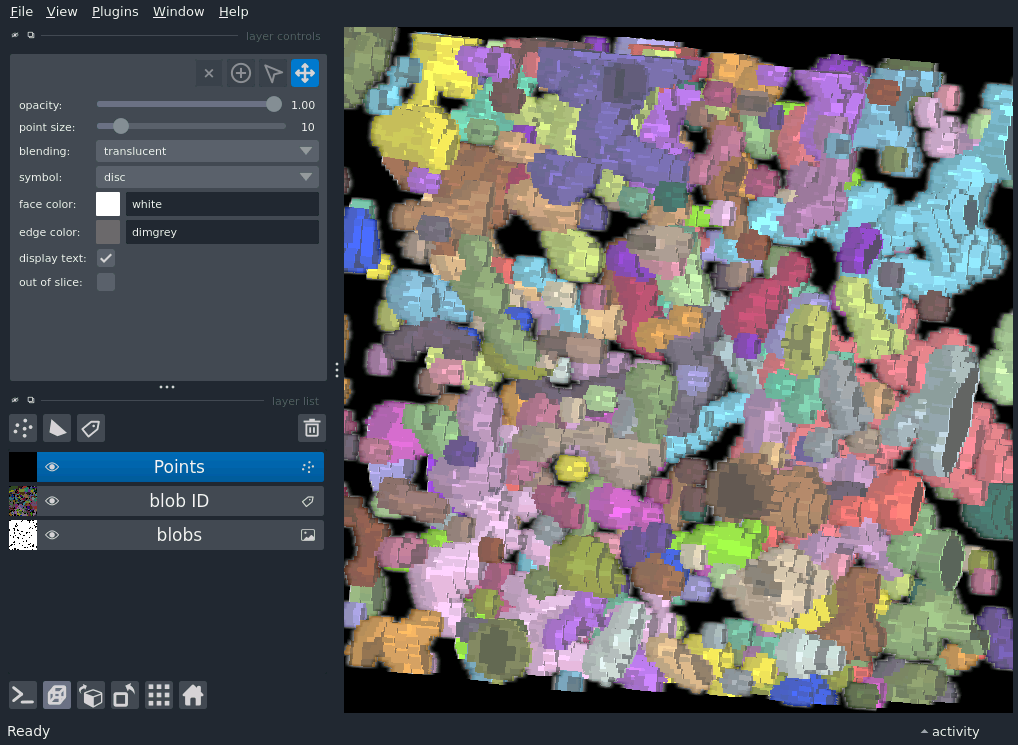 File View Plugins Window Help
layer controls
opacity: 1.00
point size: 10
blending: translucent
symbol: disc
face color: white
edge color: dimgrey
display text:
out of slice:
layer list
Points
blob ID
blobs
Ready
activity